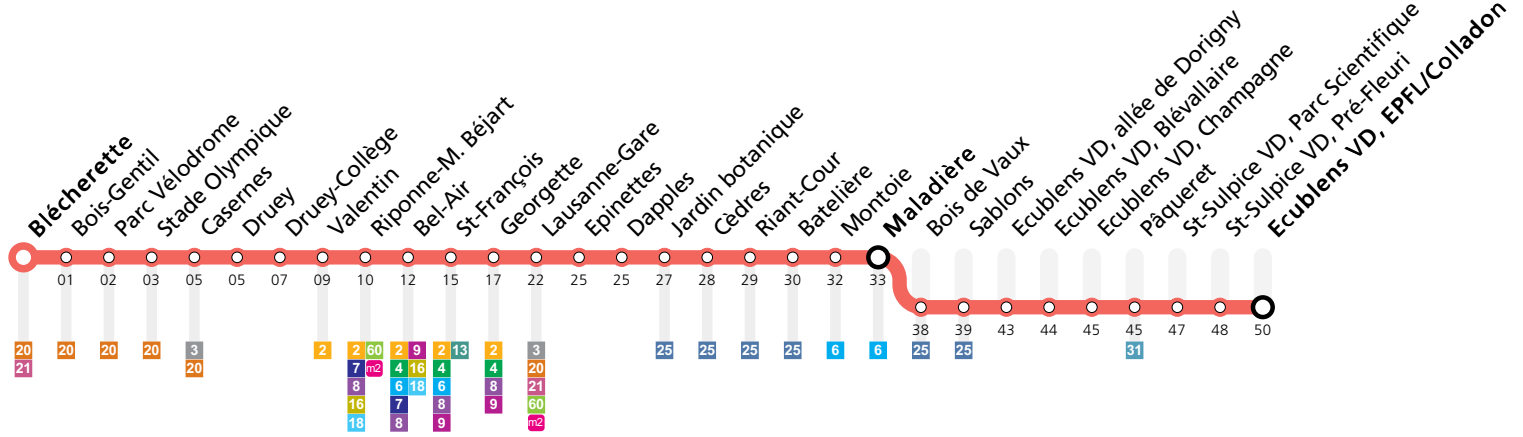 Blécherette
Bois-Gentil
Parc Vélodrome
Stade Olympique
Casernes
Druey
Druey-Collège
Valentin
Riponne-M. Béjart
Bel-Air
St-François
Georgette
Lausanne-Gare
Epinettes
Dapples
Jardin botanique
Cèdres
Riant-Cour
Batelière
Montoie
Maladière
Bois de Vaux
Sablons
Ecublens VD, allée de Dorigny
Ecublens VD, Blévallaire
Ecublens VD, Champagne
Pâqueret
St-Sulpice VD, Parc Scientifique
St-Sulpice VD, Pré-Fleuri
Ecublens VD, EPFL/Colladon
01 02 03 05 05 07 09 10 12 15 17 22 25 25 27 28 29 30 32 33
38 39 43 44 45 45 47 48 50
20 20 20 20 3 2 2 60 2 9 2 13 2 3 25 25 25 25 6 6 25 25 31
21 20 7 m2 4 16 4 4 20
8 6 18 6 8 21
16 7 8 9 60
18 8 9 m2